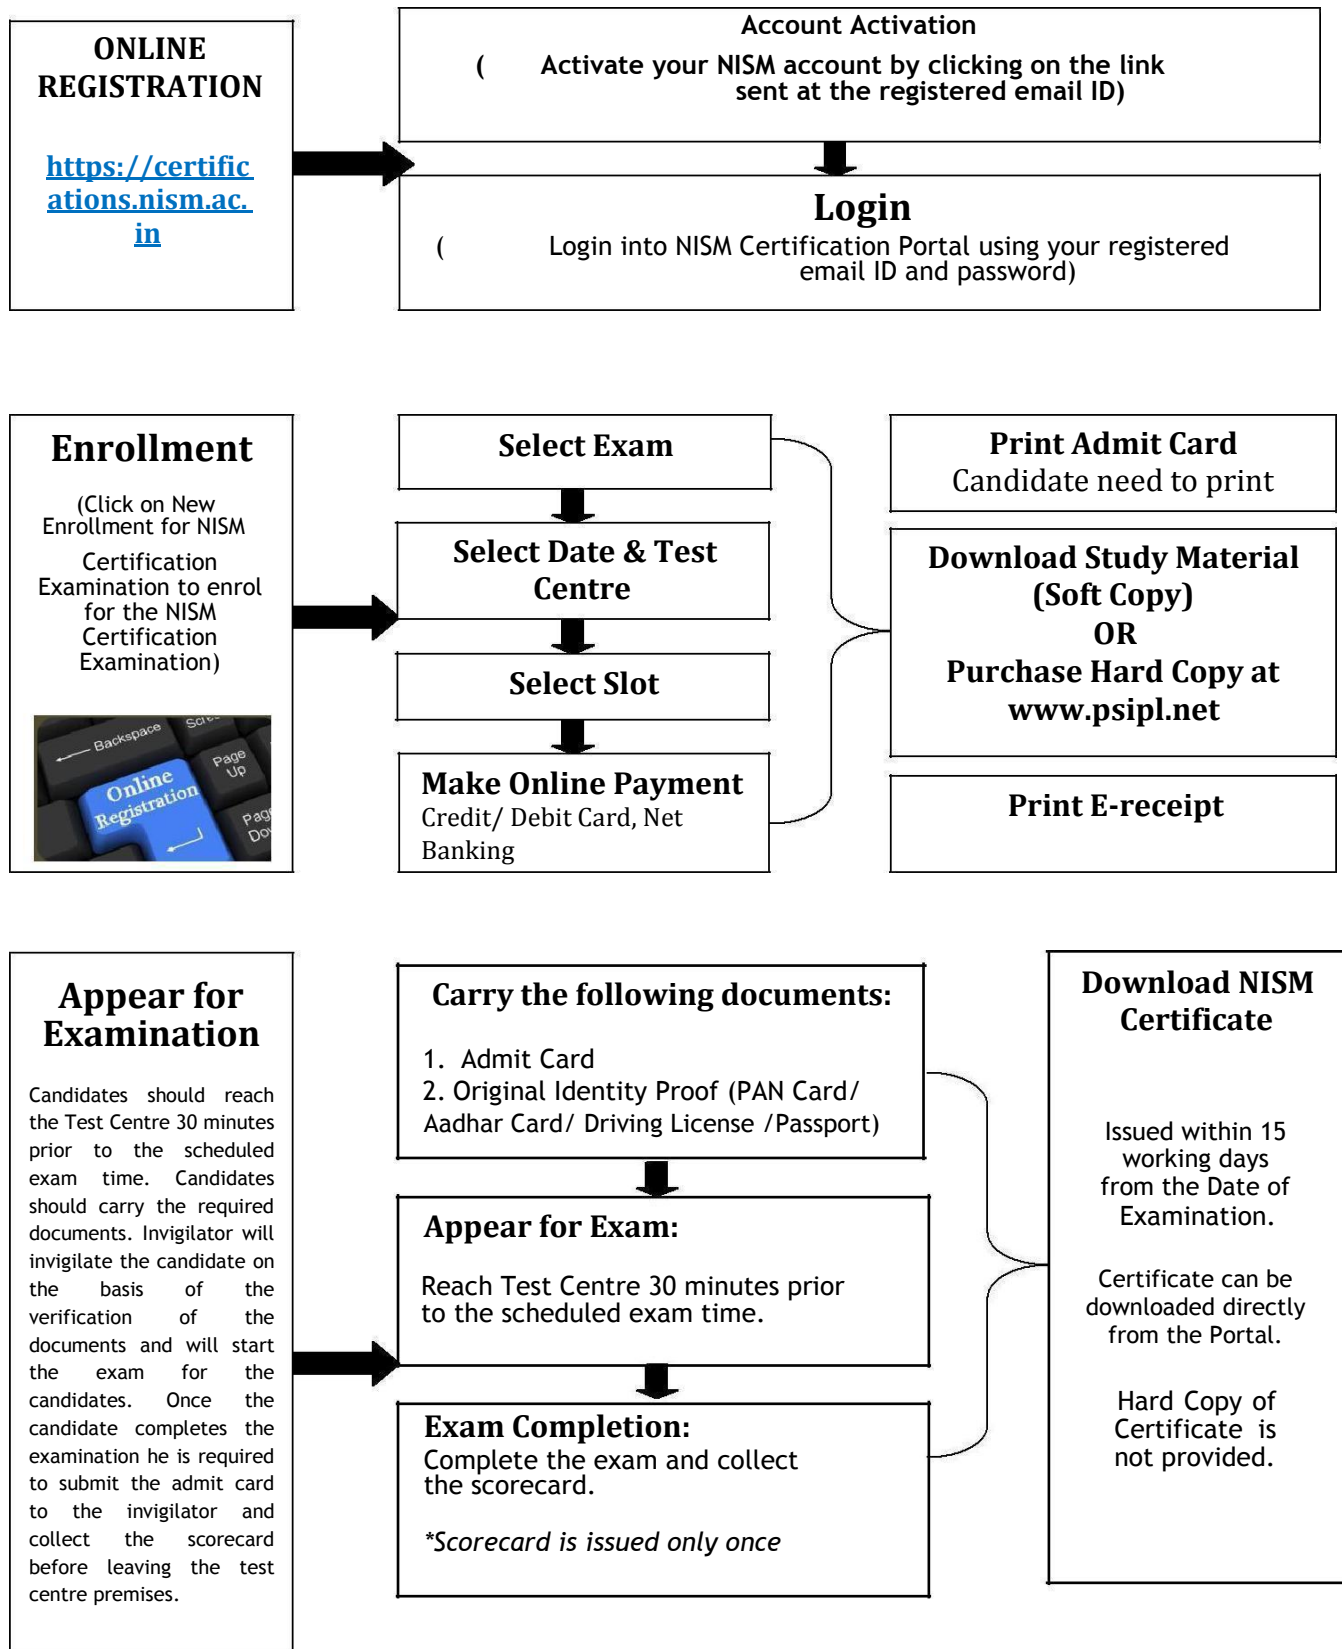 ONLINE
REGISTRATION
https://certific
ations.nism.ac.
in
Account Activation
( Activate your NISM account by clicking on the link
sent at the registered email ID)
Login
( Login into NISM Certification Portal using your registered
email ID and password)
Enrollment
(Click on New
Enrollment for NISM
Certification
Examination to enrol
for the NISM
Certification
Examination)
Backspace
Page
Up
Online
Registration
Select Exam
Select Date & Test
Centre
Select Slot
Make Online Payment
Credit/ Debit Card, Net
Banking
Print Admit Card
Candidate need to print
Download Study Material
(Soft Copy)
OR
Purchase Hard Copy at
www.psipl.net
Print E-receipt
Appear for
Examination
Candidates should reach
the Test Centre 30 minutes
prior to the scheduled
exam time. Candidates
should carry the required
documents. Invigilator will
invigilate the candidate on
the basis of the
verification of the
documents and will start
the exam for the
candidates. Once the
candidate completes the
examination he is required
to submit the admit card
to the invigilator and
collect the scorecard
before leaving the test
centre premises.
Carry the following documents:
1. Admit Card
2. Original Identity Proof (PAN Card/
Aadhar Card/ Driving License /Passport)
Appear for Exam:
Reach Test Centre 30 minutes prior
to the scheduled exam time.
Exam Completion:
Complete the exam and collect
the scorecard.
*Scorecard is issued only once
Download NISM
Certificate
Issued within 15
working days
from the Date of
Examination.
Certificate can be
downloaded directly
from the Portal.
Hard Copy of
Certificate is
not provided.